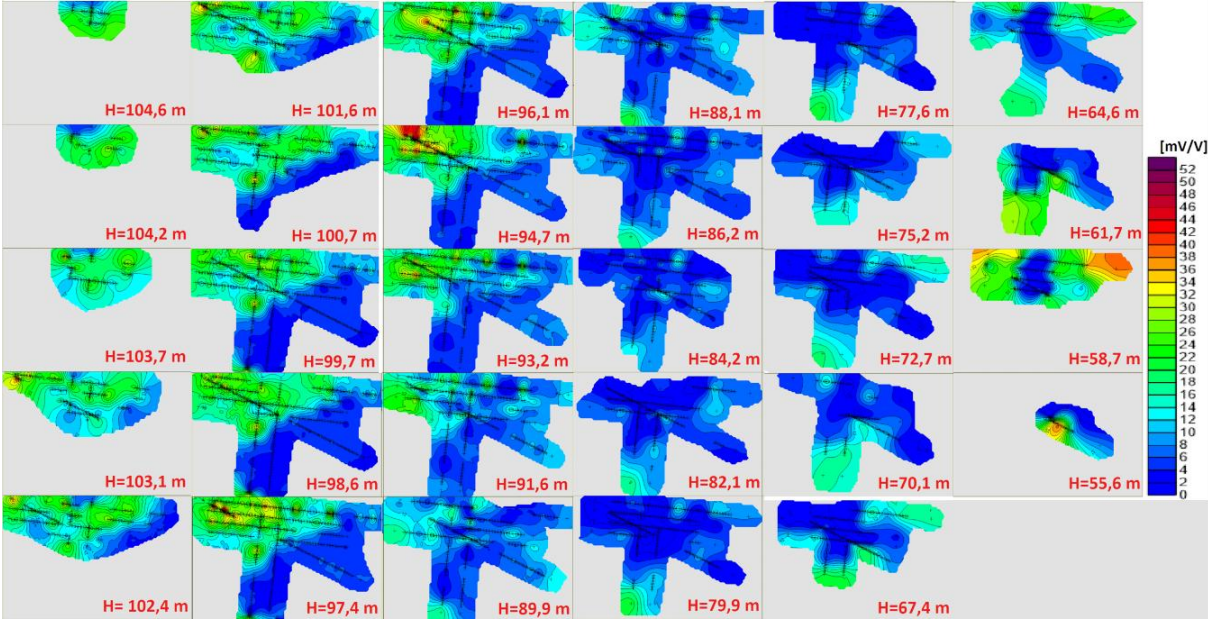 H=104,6 m
H= 101,6 m
H=96,1 m
H=88,1 m
H=77,6 m
H=64,6 m
H=104,2 m
H= 100,7 m
H=94,7 m
H=86,2 m
H=75,2 m
H=61,7 m
H=103,7 m
H=99,7 m
H=93,2 m
H=84,2 m
H=72,7 m
H=58,7 m
H=103,1 m
H=98,6 m
H=91,6 m
H=82,1 m
H=70,1 m
H=55,6 m
H= 102,4 m
H=97,4 m
H=89,9 m
H=79,9 m
H=67,4 m
[mV/V]
52
50
48
46
44
42
40
38
36
34
32
30
28
26
24
22
20
18
16
14
12
10
8
6
4
2
0